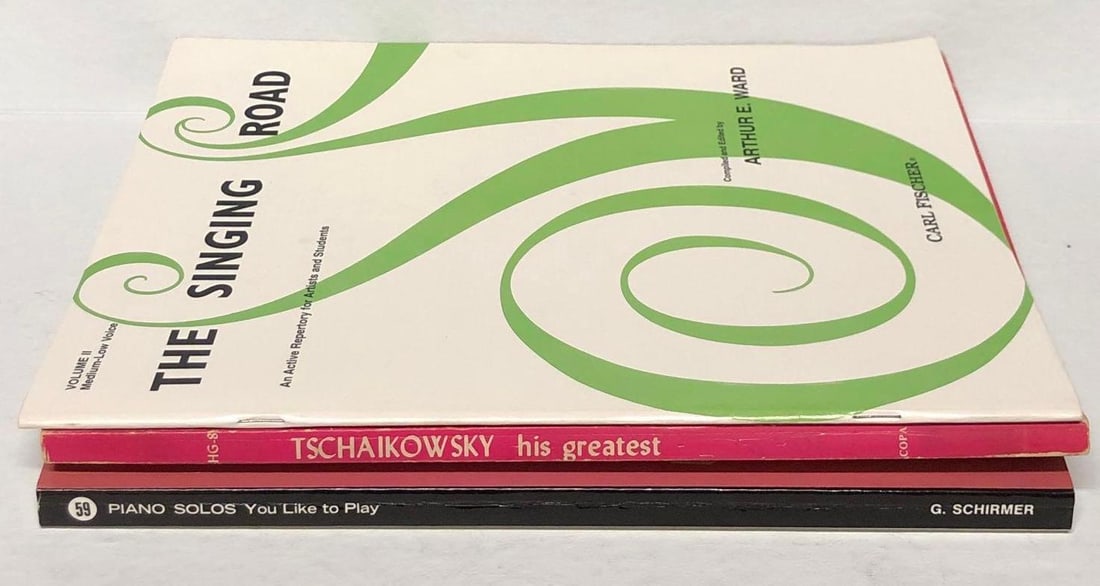 VOLUME II
Medium-Low Voice
THE SINGING ROAD
An Active Repertory for Artists and Students
Compiled and Edited by
ARTHUR E. WARD
CARL FISCHER®
HG-8 TSCHAIKOWSKY his greatest COPA
59 PIANO SOLOS You Like to Play G. SCHIRMER